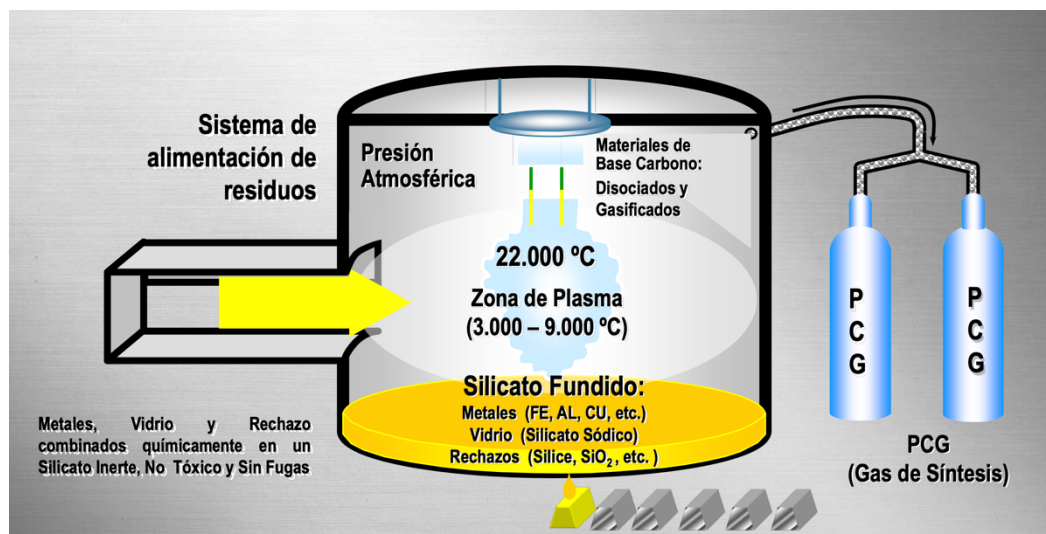 Sistema de
alimentación de
residuos
Presión
Atmosférica
Materiales de
Base Carbono:
Disociados y
Gasificados
22.000 ºC
Zona de Plasma
(3.000 – 9.000 ºC)
Silicato Fundido:
Metales (FE, AL, CU, etc.)
Vidrio (Silicato Sódico)
Rechazos (Silice, SiO₂, etc.)
Metales, Vidrio y Rechazo
combinados químicamente en un
Silicato Inerte, No Tóxico y Sin Fugas
P
C
G
P
C
G
PCG
(Gas de Síntesis)